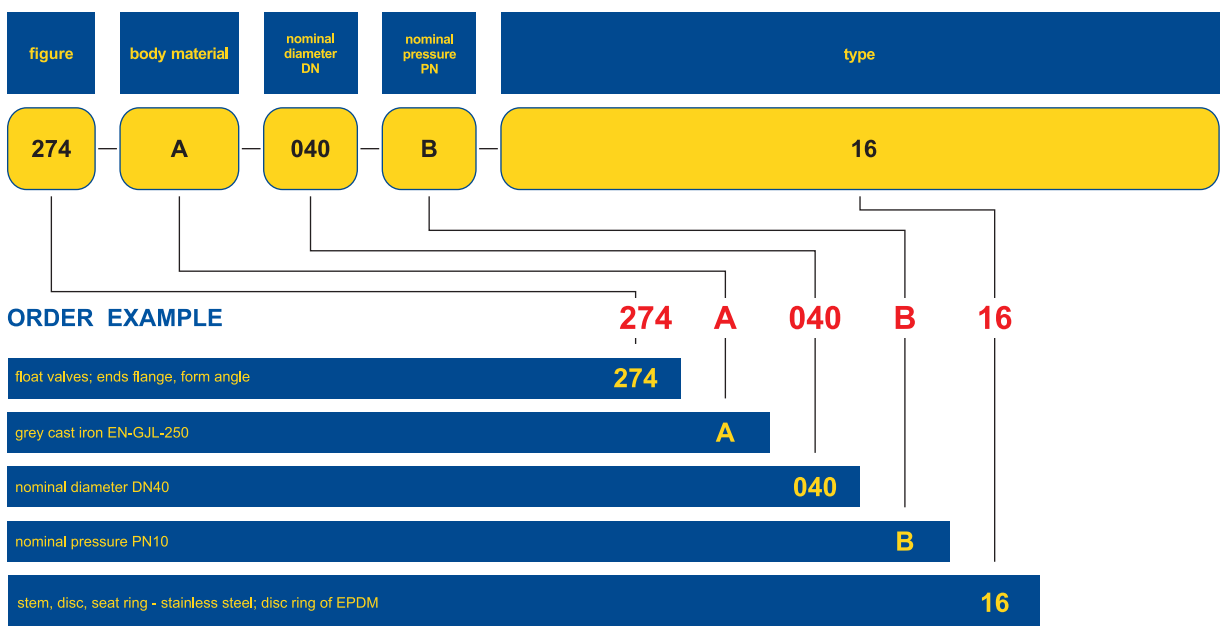 figure
body material
nominal
diameter
DN
nominal
pressure
PN
type
274
A
040
B
16
ORDER EXAMPLE 274 A 040 B 16
float valves; ends flange, form angle 274
grey cast iron EN-GJL-250 A
nominal diameter DN40 040
nominal pressure PN10 B
stem, disc, seat ring - stainless steel; disc ring of EPDM 16